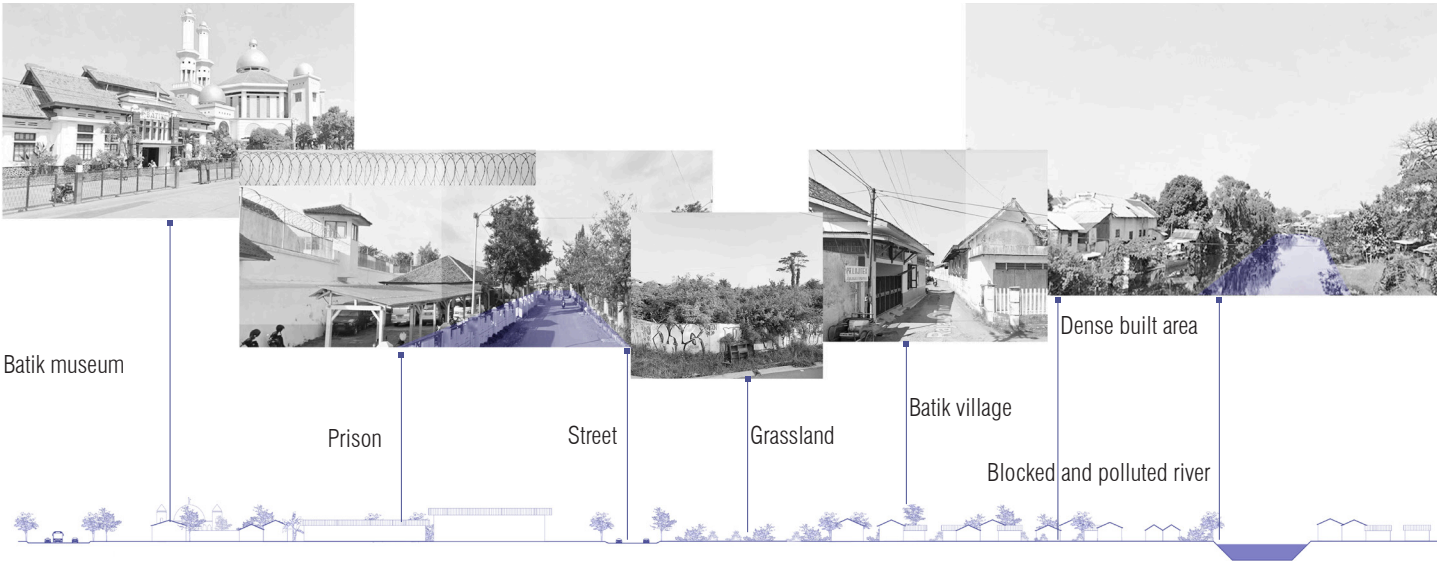 Batik museum
Prison
Street
Grassland
Batik village
Dense built area
Blocked and polluted river